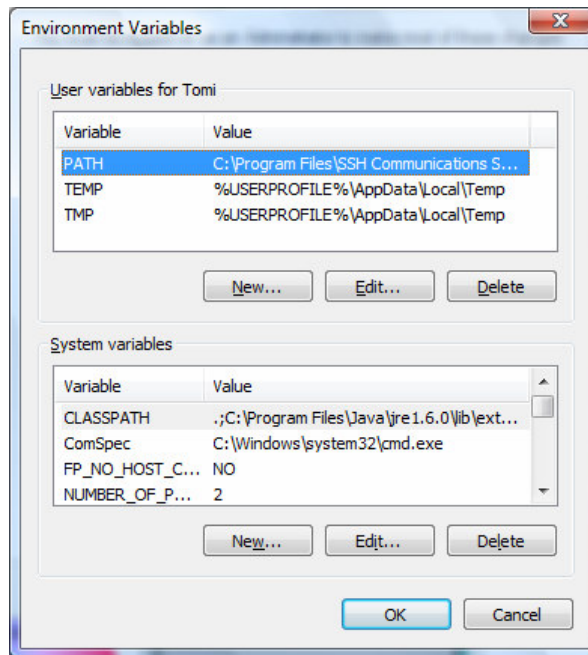 Environment Variables
User variables for Tomi
Variable Value
PATH C:\Program Files\SSH Communications S...
TEMP %USERPROFILE%\AppData\Local\Temp
TMP %USERPROFILE%\AppData\Local\Temp
New... Edit... Delete
System variables
Variable Value
CLASSPATH .;C:\Program Files\Java\jre1.6.0\lib\ext...
ComSpec C:\Windows\system32\cmd.exe
FP_NO_HOST_C... NO
NUMBER_OF_P... 2
New... Edit... Delete
OK Cancel